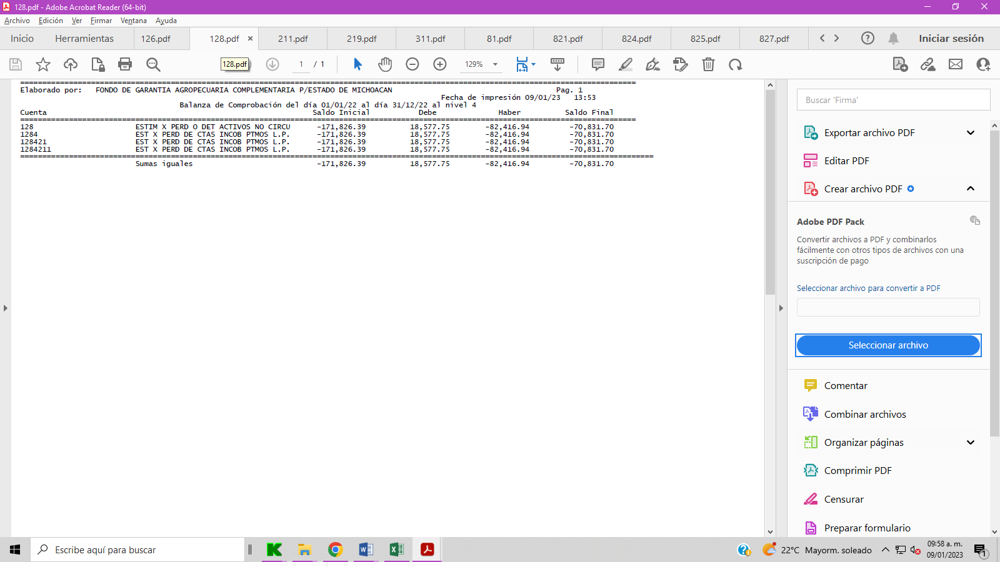 128.pdf - Adobe Acrobat Reader (64-bit)
Archivo Edición Ver Firmar Ventana Ayuda
Inicio Herramientas 126.pdf 128.pdf × 211.pdf 219.pdf 311.pdf 81.pdf 821.pdf 824.pdf 825.pdf 827.pdf Iniciar sesión
128.pdf 1 / 1 129%
Elaborado por: FONDO DE GARANTIA AGROPECUARIA COMPLEMENTARIA P/ESTADO DE MICHOACAN Pag. 1
Fecha de impresión 09/01/23 13:53
Balanza de Comprobación del día 01/01/22 al día 31/12/22 al nivel 4
Cuenta Saldo Inicial Debe Haber Saldo Final
128 ESTIM X PERD O DET ACTIVOS NO CIRCU -171,826.39 18,577.75 -82,416.94 -70,831.70
1284 EST X PERD DE CTAS INCOB PTMOS L.P. -171,826.39 18,577.75 -82,416.94 -70,831.70
128421 EST X PERD DE CTAS INCOB PTMOS L.P. -171,826.39 18,577.75 -82,416.94 -70,831.70
1284211 EST X PERD DE CTAS INCOB PTMOS L.P. -171,826.39 18,577.75 -82,416.94 -70,831.70
Sumas iguales -171,826.39 18,577.75 -82,416.94 -70,831.70
Buscar 'Firma'
Exportar archivo PDF
Editar PDF
Crear archivo PDF
Adobe PDF Pack
Convertir archivos a PDF y combinarlos
fácilmente con otros tipos de archivos con una
suscripción de pago
Seleccionar archivo para convertir a PDF
Seleccionar archivo
Comentar
Combinar archivos
Organizar páginas
Comprimir PDF
Censurar
Preparar formulario
Escribe aquí para buscar
22°C Mayorm. soleado
09:58 a. m.
09/01/2023
1